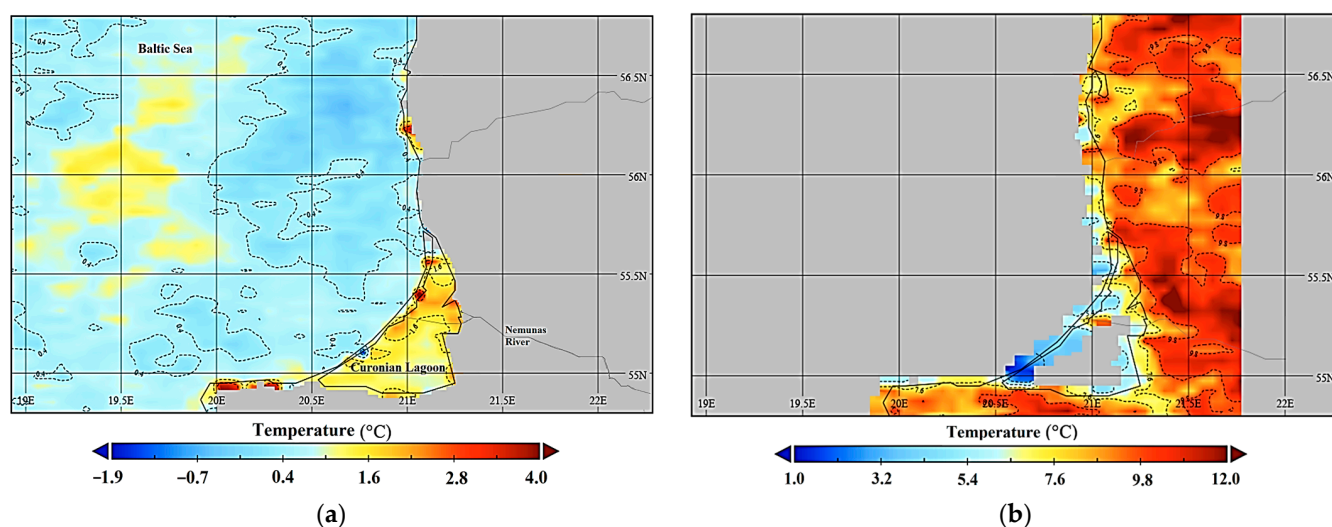 Baltic Sea
56.5N
56N
55.5N
Nemunas
River
Curonian Lagoon
55N
19E 19.5E 20E 20.5E 21E 21.5E 22E
Temperature (°C)
−1.9 −0.7 0.4 1.6 2.8 4.0
(a)
56.5N
56N
55.5N
55N
19E 19.5E 20E 20.5E 21E 21.5E 22E
Temperature (°C)
1.0 3.2 5.4 7.6 9.8 12.0
(b)